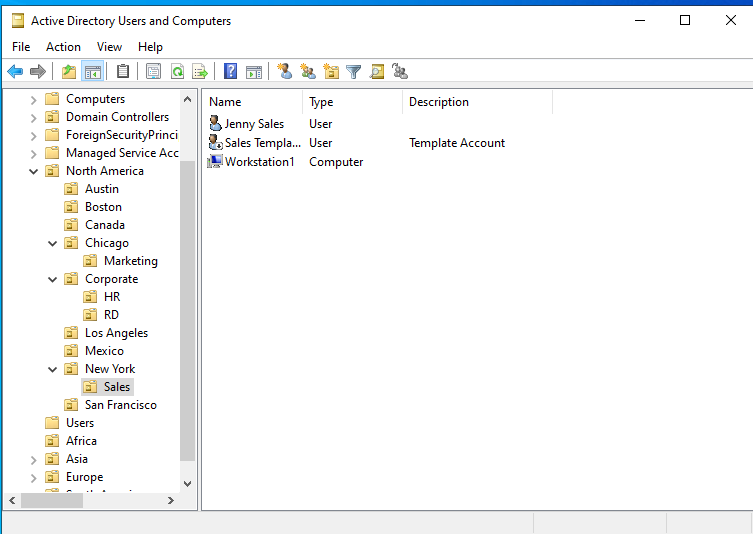 Active Directory Users and Computers
File Action View Help
Name Type Description
Computers
Domain Controllers
ForeignSecurityPrinci
Managed Service Acc
North America
Austin
Boston
Canada
Chicago
Marketing
Corporate
HR
RD
Los Angeles
Mexico
New York
Sales
San Francisco
Users
Africa
Asia
Europe
Jenny Sales User
Sales Templa... User Template Account
Workstation1 Computer